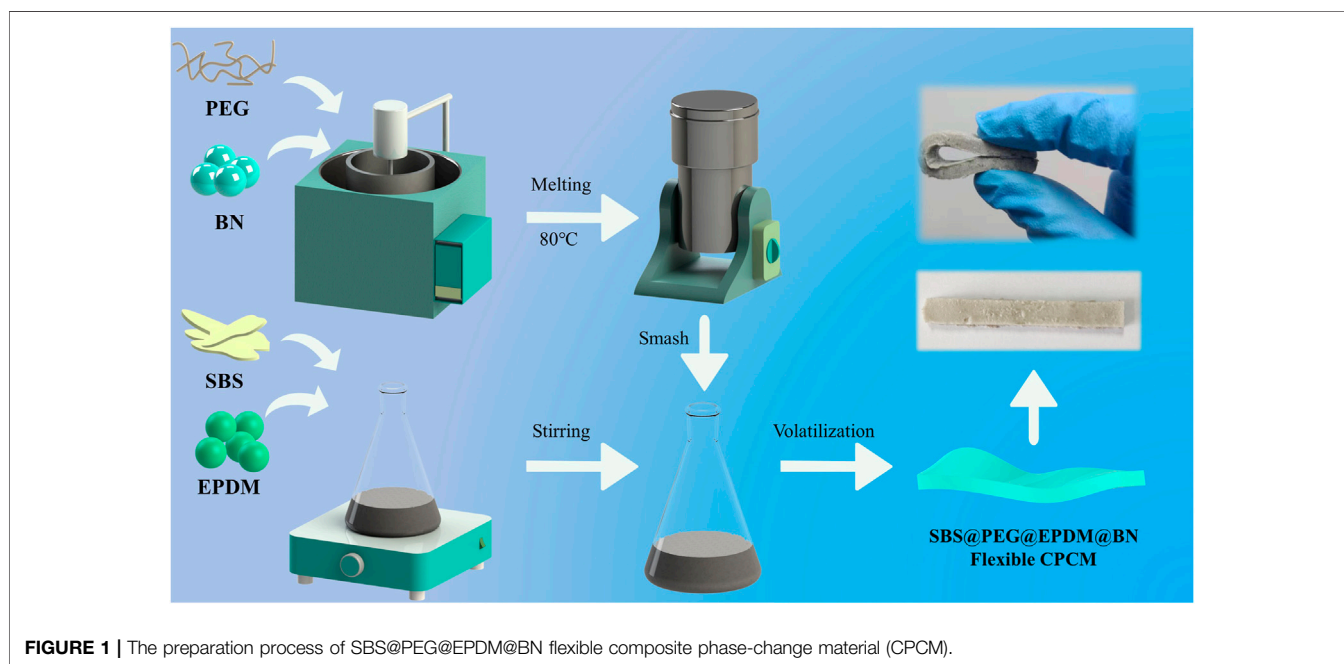 PEG
BN
Melting
80℃
SBS
EPDM
Smash
Stirring
Volatilization
SBS@PEG@EPDM@BN
Flexible CPCM
FIGURE 1 | The preparation process of SBS@PEG@EPDM@BN flexible composite phase-change material (CPCM).